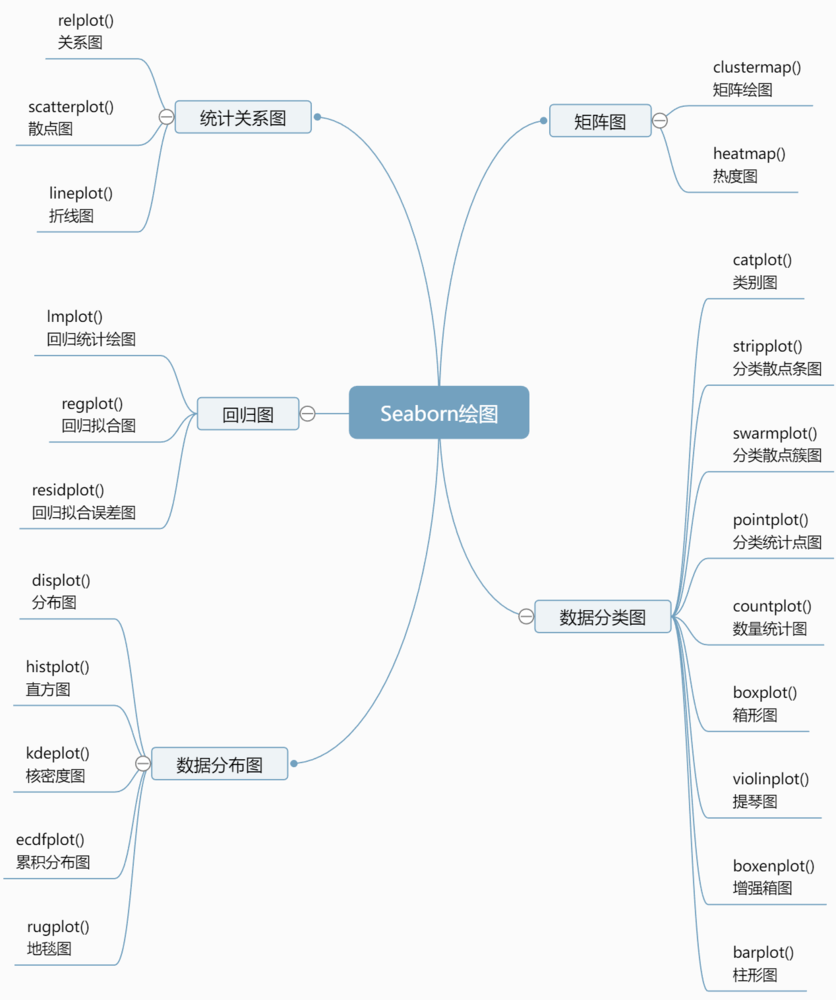 Seaborn绘图
统计关系图
relplot()
关系图
scatterplot()
散点图
lineplot()
折线图
回归图
lmplot()
回归统计绘图
regplot()
回归拟合图
residplot()
回归拟合误差图
数据分布图
displot()
分布图
histplot()
直方图
kdeplot()
核密度图
ecdfplot()
累积分布图
rugplot()
地毯图
矩阵图
clustermap()
矩阵绘图
heatmap()
热度图
数据分类图
catplot()
类别图
stripplot()
分类散点条图
swarmplot()
分类散点簇图
pointplot()
分类统计点图
countplot()
数量统计图
boxplot()
箱形图
violinplot()
提琴图
boxenplot()
增强箱图
barplot()
柱形图